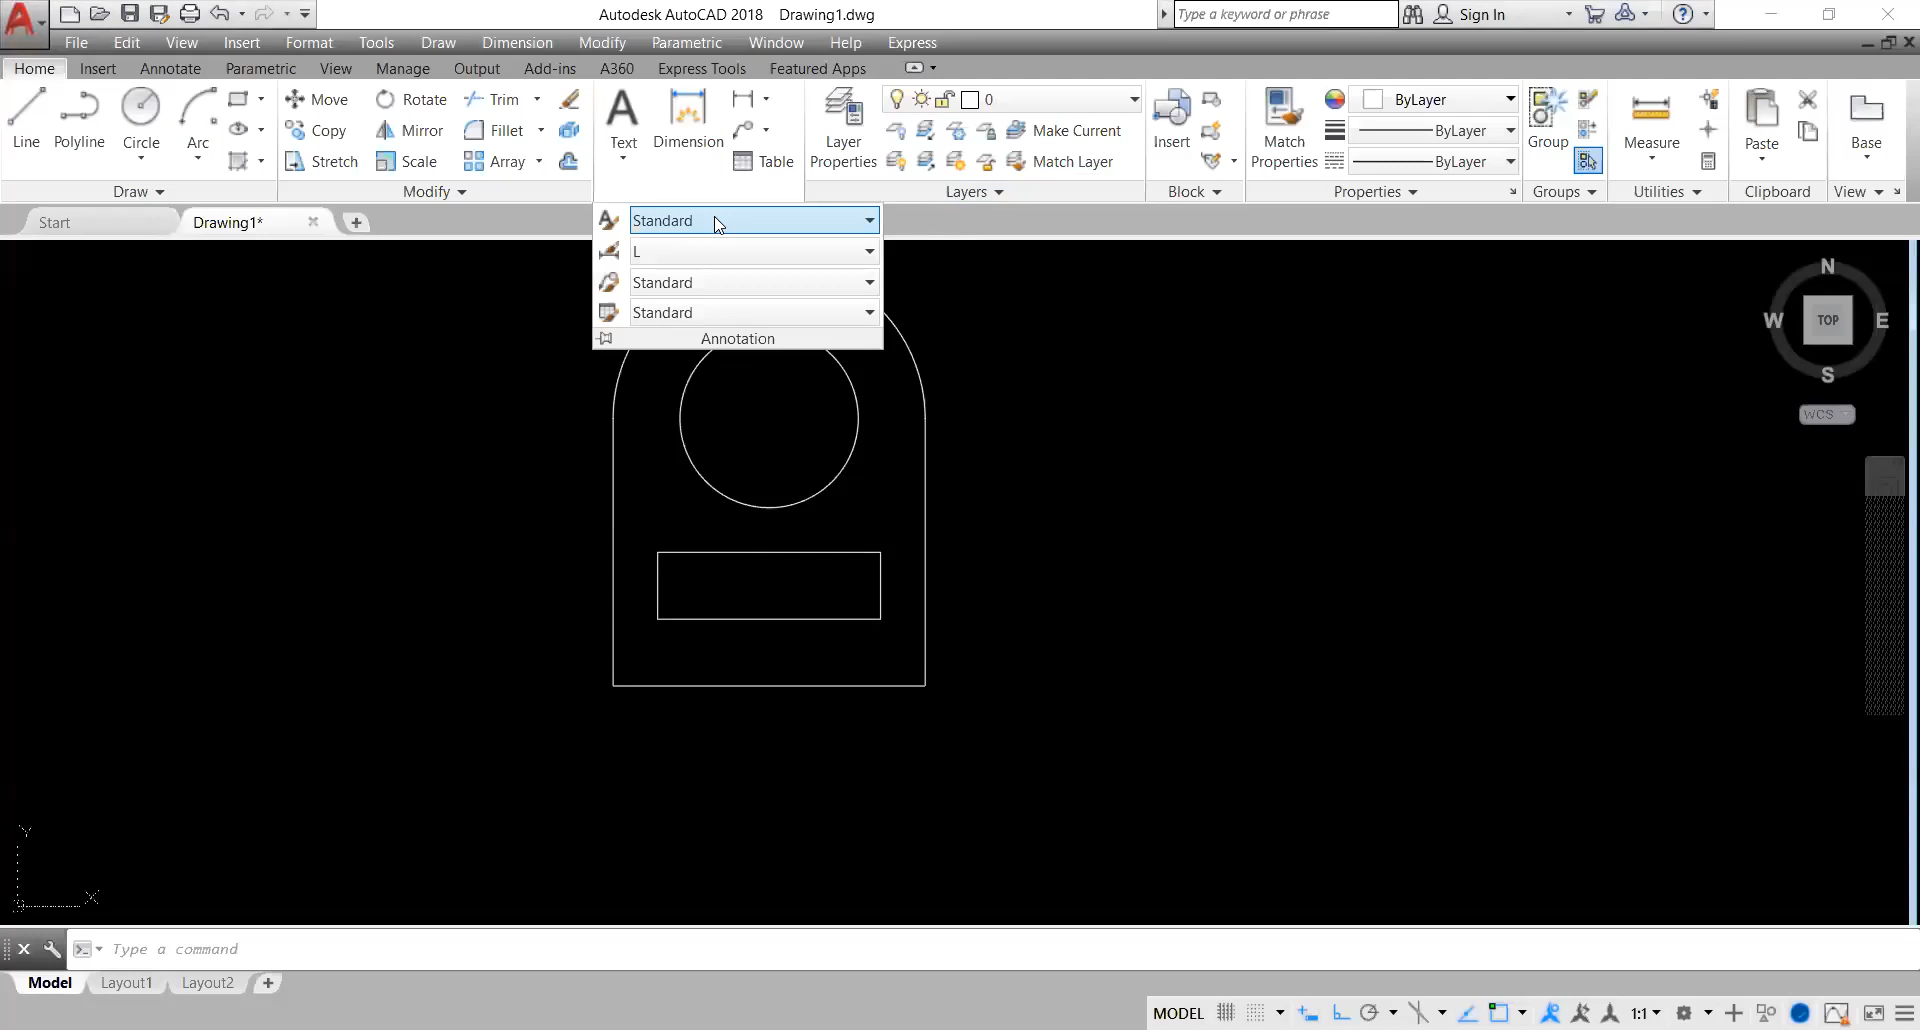 Autodesk AutoCAD 2018 Drawing1.dwg
Type a keyword or phrase
Sign In
File Edit View Insert Format Tools Draw Dimension Modify Parametric Window Help Express
Home Insert Annotate Parametric View Manage Output Add-ins A360 Express Tools Featured Apps
Line Polyline Circle Arc
Move Rotate Trim
Copy Mirror Fillet
Stretch Scale Array
Text Dimension
Table
Layer Properties
0
Make Current
Match Layer
Insert
Match Properties
ByLayer
ByLayer
ByLayer
Group
Measure
Paste
Base
Draw Modify Layers Block Properties Groups Utilities Clipboard View
Start Drawing1*
Standard
L
Standard
Standard
Annotation
N
W TOP E
S
WCS
Y
X
Type a command
Model Layout1 Layout2
MODEL 1:1